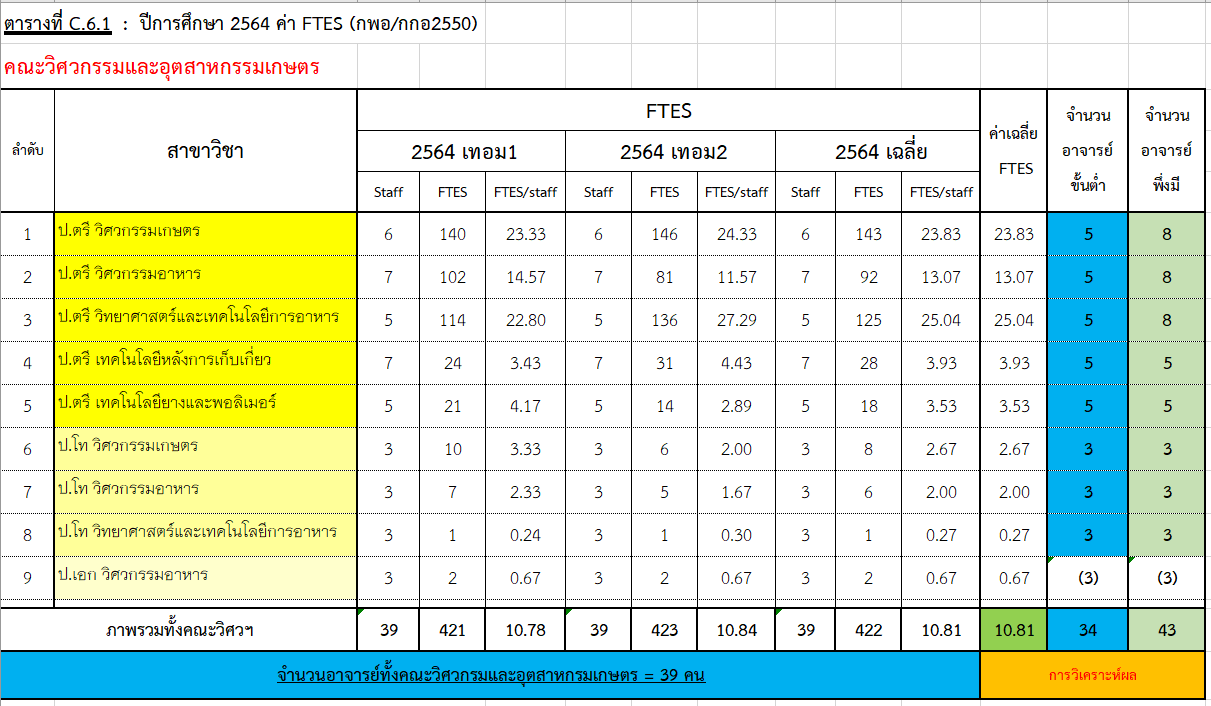 ตารางที่ C.6.1 : ปีการศึกษา 2564 ค่า FTES (กพอ/กกอ2550)
คณะวิศวกรรมและอุตสาหกรรมเกษตร
ลำดับ สาขาวิชา FTES ค่าเฉลี่ย FTES จำนวน อาจารย์ ขั้นต่ำ จำนวน อาจารย์ พึ่งมี
2564 เทอม1 2564 เทอม2 2564 เฉลี่ย
Staff FTES FTES/staff Staff FTES FTES/staff Staff FTES FTES/staff
1 ป.ตรี วิศวกรรมเกษตร 6 140 23.33 6 146 24.33 6 143 23.83 23.83 5 8
2 ป.ตรี วิศวกรรมอาหาร 7 102 14.57 7 81 11.57 7 92 13.07 13.07 5 8
3 ป.ตรี วิทยาศาสตร์และเทคโนโลยีการอาหาร 5 114 22.80 5 136 27.29 5 125 25.04 25.04 5 8
4 ป.ตรี เทคโนโลยีหลังการเก็บเกี่ยว 7 24 3.43 7 31 4.43 7 28 3.93 3.93 5 5
5 ป.ตรี เทคโนโลยียางและพอลิเมอร์ 5 21 4.17 5 14 2.89 5 18 3.53 3.53 5 5
6 ป.โท วิศวกรรมเกษตร 3 10 3.33 3 6 2.00 3 8 2.67 2.67 3 3
7 ป.โท วิศวกรรมอาหาร 3 7 2.33 3 5 1.67 3 6 2.00 2.00 3 3
8 ป.โท วิทยาศาสตร์และเทคโนโลยีการอาหาร 3 1 0.24 3 1 0.30 3 1 0.27 0.27 3 3
9 ป.เอก วิศวกรรมอาหาร 3 2 0.67 3 2 0.67 3 2 0.67 0.67 (3) (3)
ภาพรวมทั้งคณะวิศวฯ 39 421 10.78 39 423 10.84 39 422 10.81 10.81 34 43
จำนวนอาจารย์ทั้งคณะวิศวกรมและอุตสาหกรมเกษตร = 39 คน การวิเคราะห์ผล